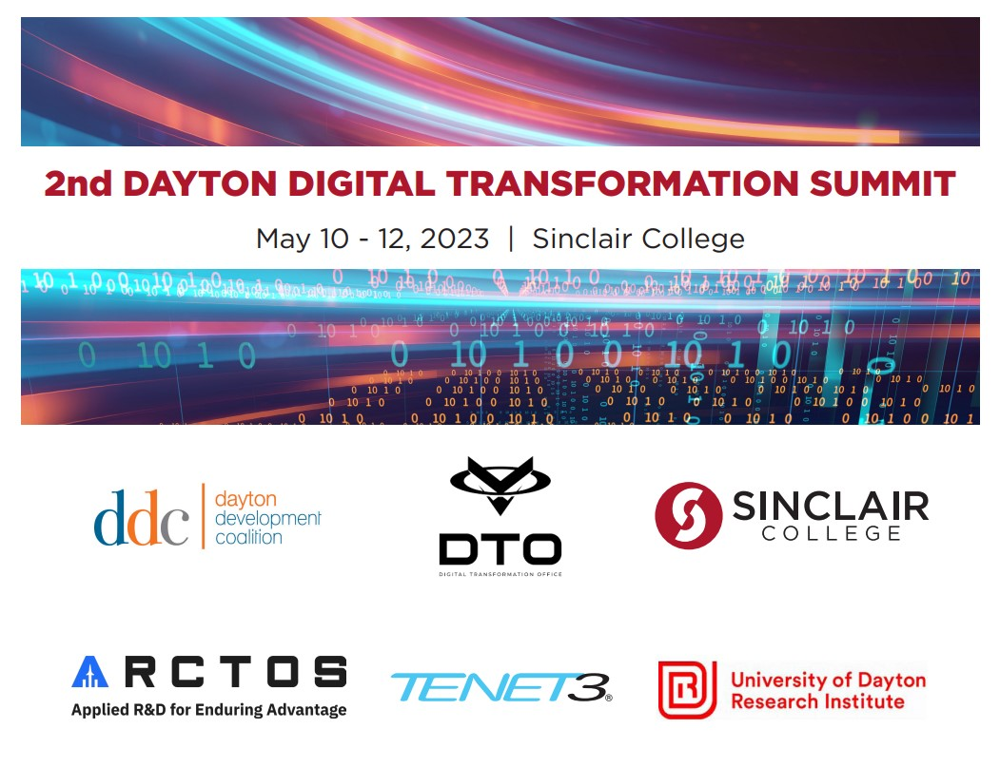 2nd DAYTON DIGITAL TRANSFORMATION SUMMIT
May 10 - 12, 2023 | Sinclair College
ddc
dayton
development
coalition
DTO
DIGITAL TRANSFORMATION OFFICE
SINCLAIR
COLLEGE
ARCTOS
Applied R&D for Enduring Advantage
TENET3®
University of Dayton
Research Institute